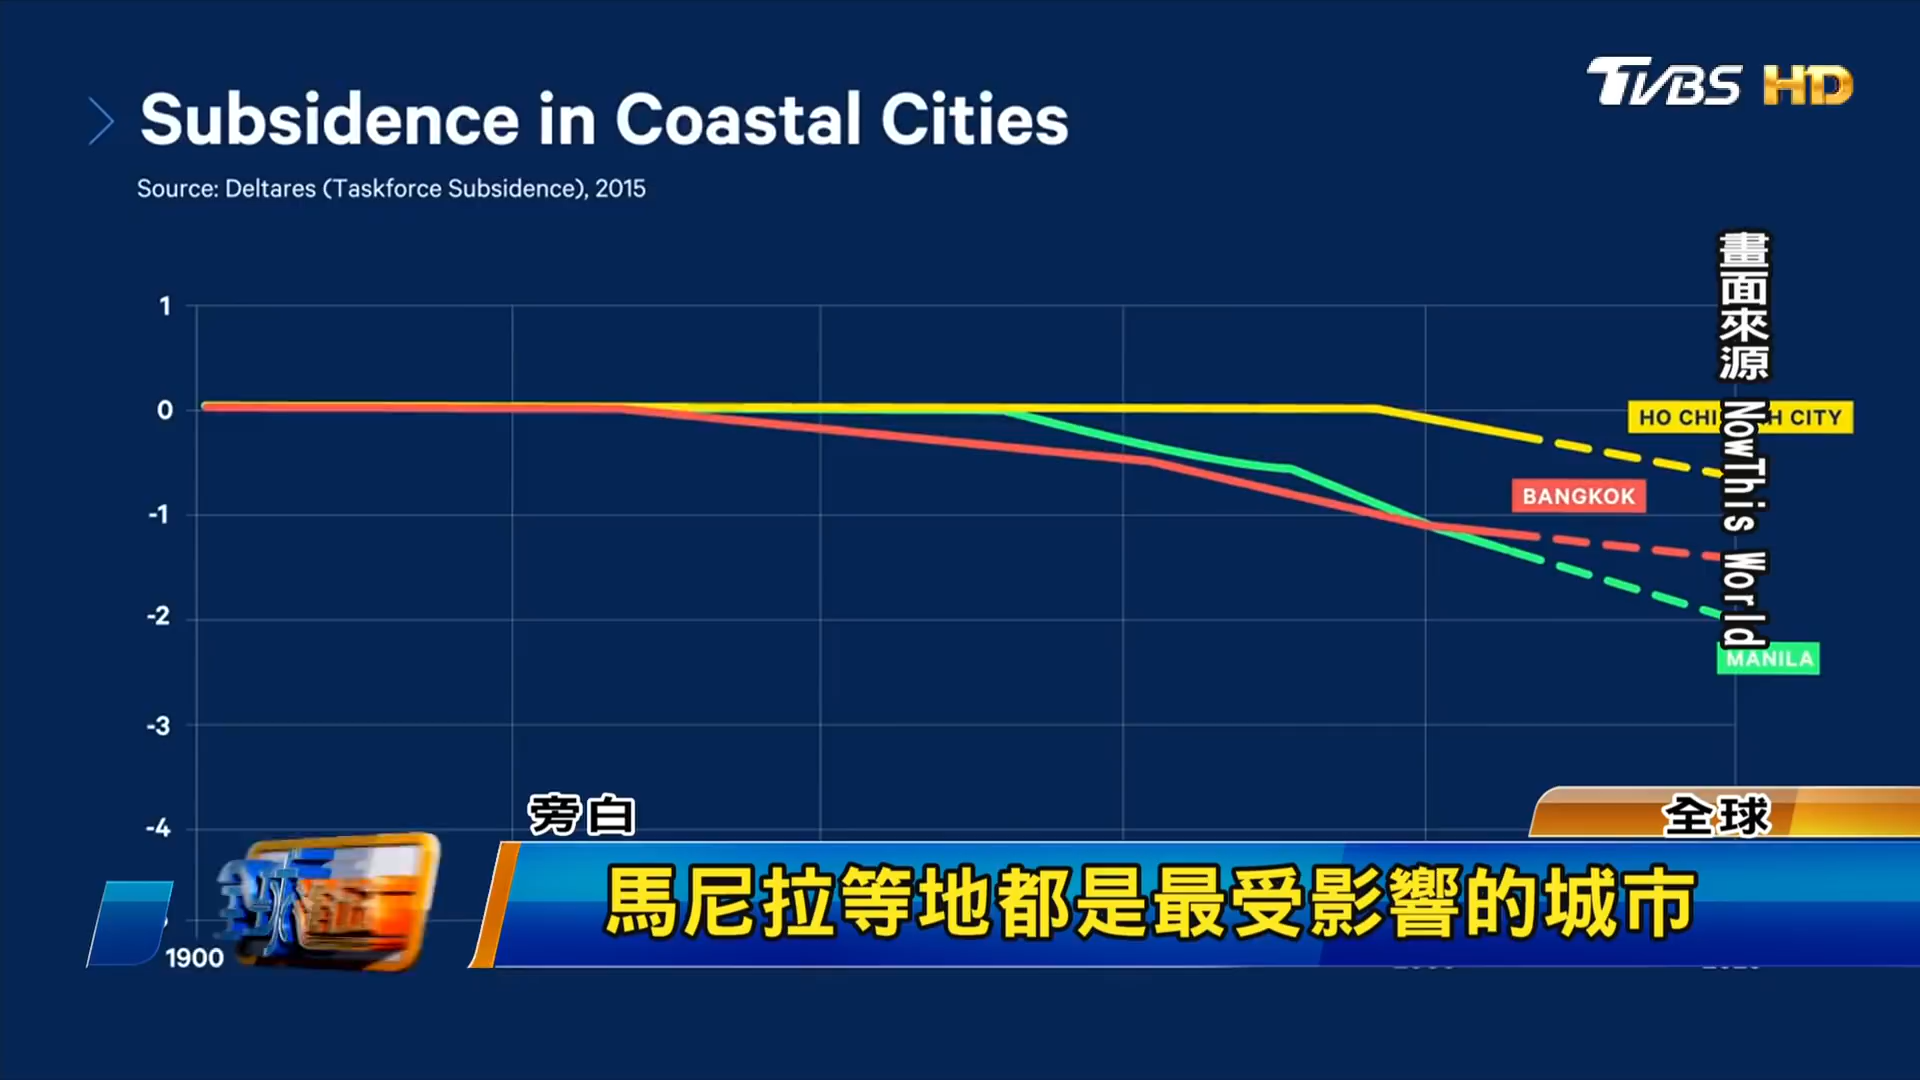 Subsidence in Coastal Cities
TVBS HD
Source: Deltares (Taskforce Subsidence), 2015
畫面來源 NowThis World
1
0
-1
-2
-3
-4
HO CHI H CITY
BANGKOK
MANILA
旁白
全球
馬尼拉等地都是最受影響的城市
1900